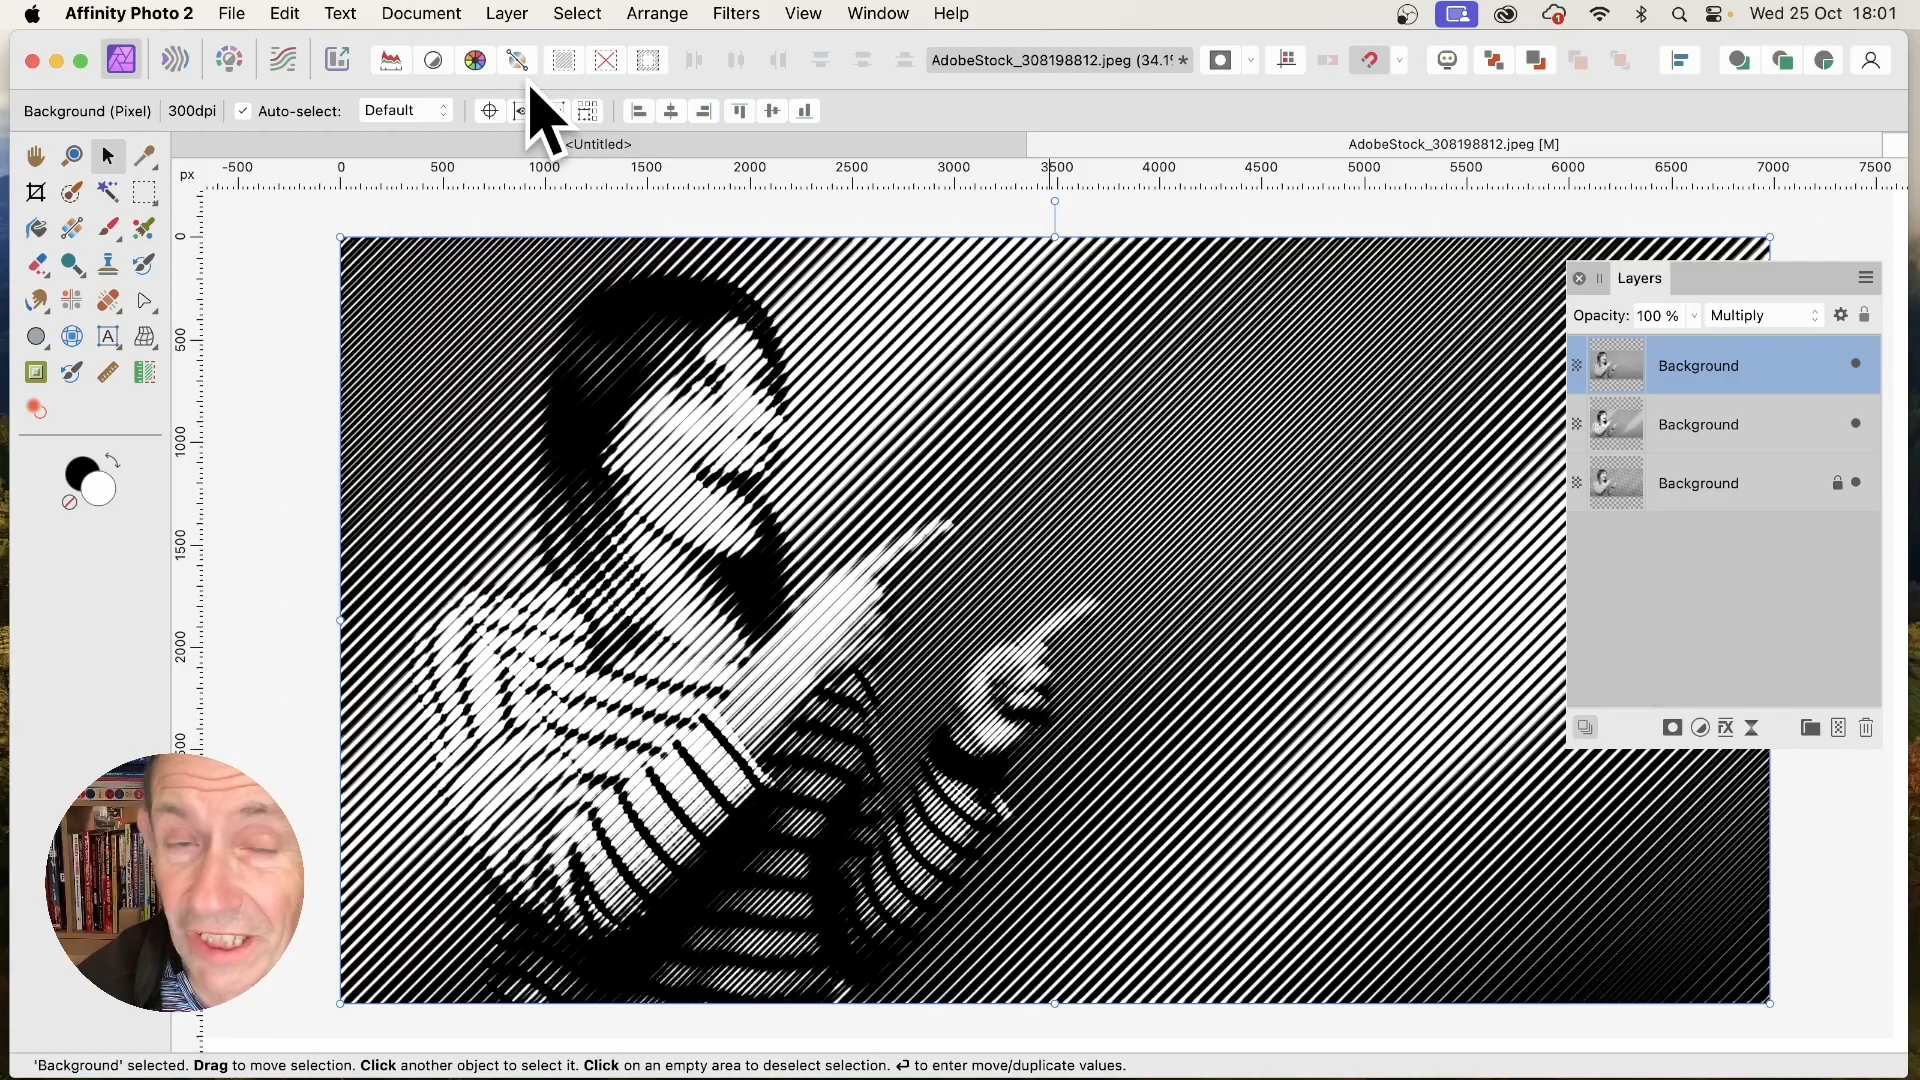 Affinity Photo 2 File Edit Text Document Layer Select Arrange Filters View Window Help Wed 25 Oct 18:01
AdobeStock_308198812.jpeg (34.1% *
Background (Pixel) 300dpi Auto-select: Default
<Untitled> AdobeStock_308198812.jpeg [M]
px -500 0 500 1000 1500 2000 2500 3000 3500 4000 4500 5000 5500 6000 6500 7000 7500
0
500
1000
1500
2000
Layers
Opacity: 100 % Multiply
Background
Background
Background
'Background' selected. Drag to move selection. Click another object to select it. Click on an empty area to deselect selection. ↵ to enter move/duplicate values.